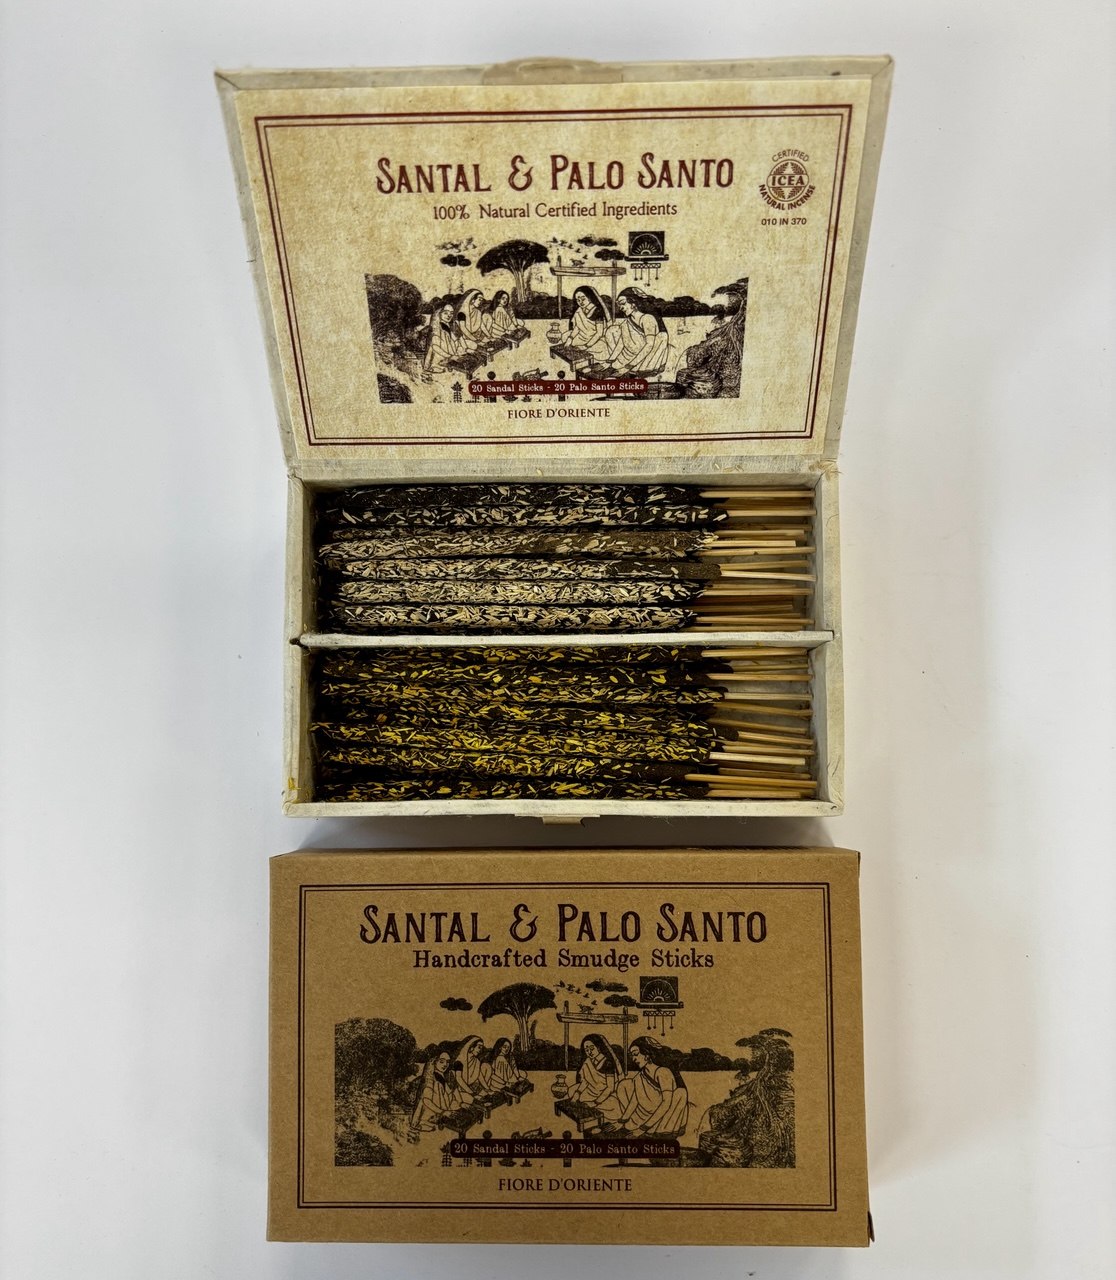 SANTAL & PALO SANTO
100% Natural Certified Ingredients
CERTIFIED
ICEA
NATURAL INCENSE
010 IN 370
20 Sandal Sticks - 20 Palo Santo Sticks
FIORE D'ORIENTE
SANTAL & PALO SANTO
Handcrafted Smudge Sticks
20 Sandal Sticks - 20 Palo Santo Sticks
FIORE D'ORIENTE